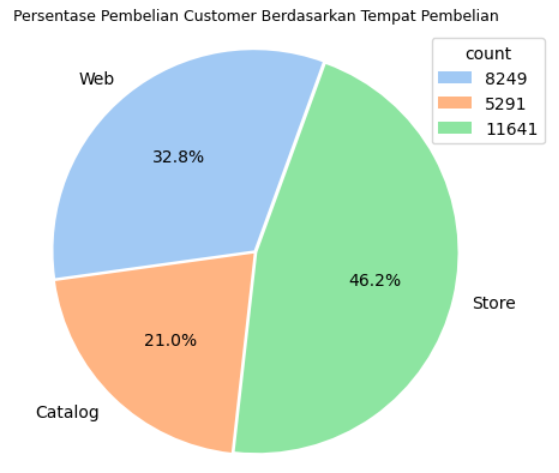 Persentase Pembelian Customer Berdasarkan Tempat Pembelian
count
8249
5291
11641
Web
32.8%
46.2%
Store
21.0%
Catalog